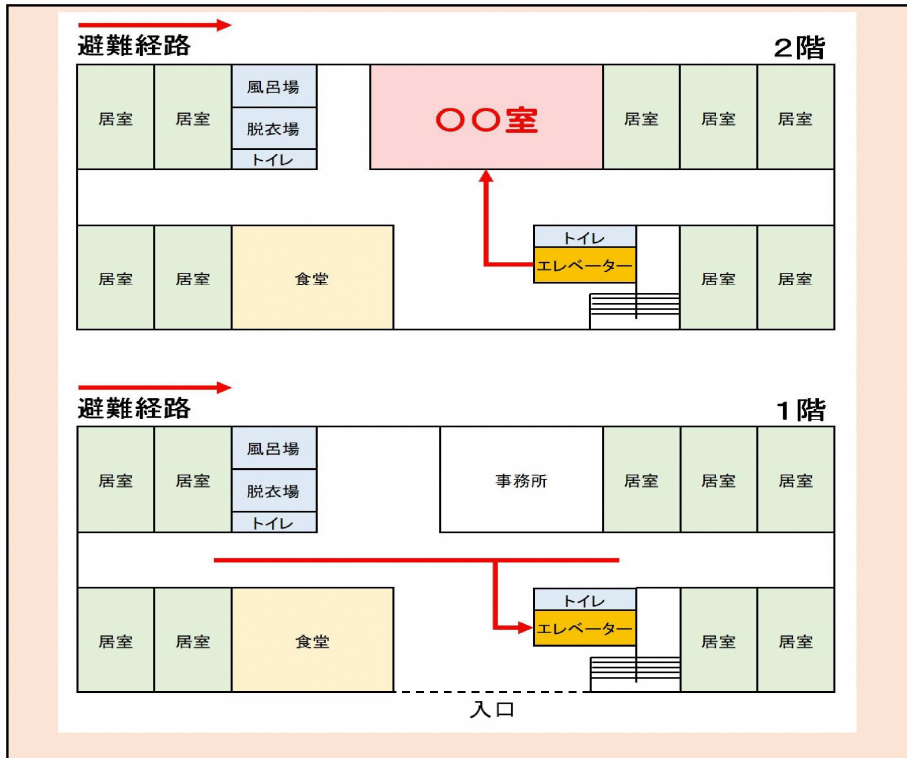 避難経路
2階
居室
居室
風呂場
脱衣場
トイレ
〇〇室
居室
居室
居室
居室
居室
食堂
トイレ
エレベーター
居室
居室
避難経路
1階
居室
居室
風呂場
脱衣場
トイレ
事務所
居室
居室
居室
居室
居室
食堂
トイレ
エレベーター
居室
居室
入口